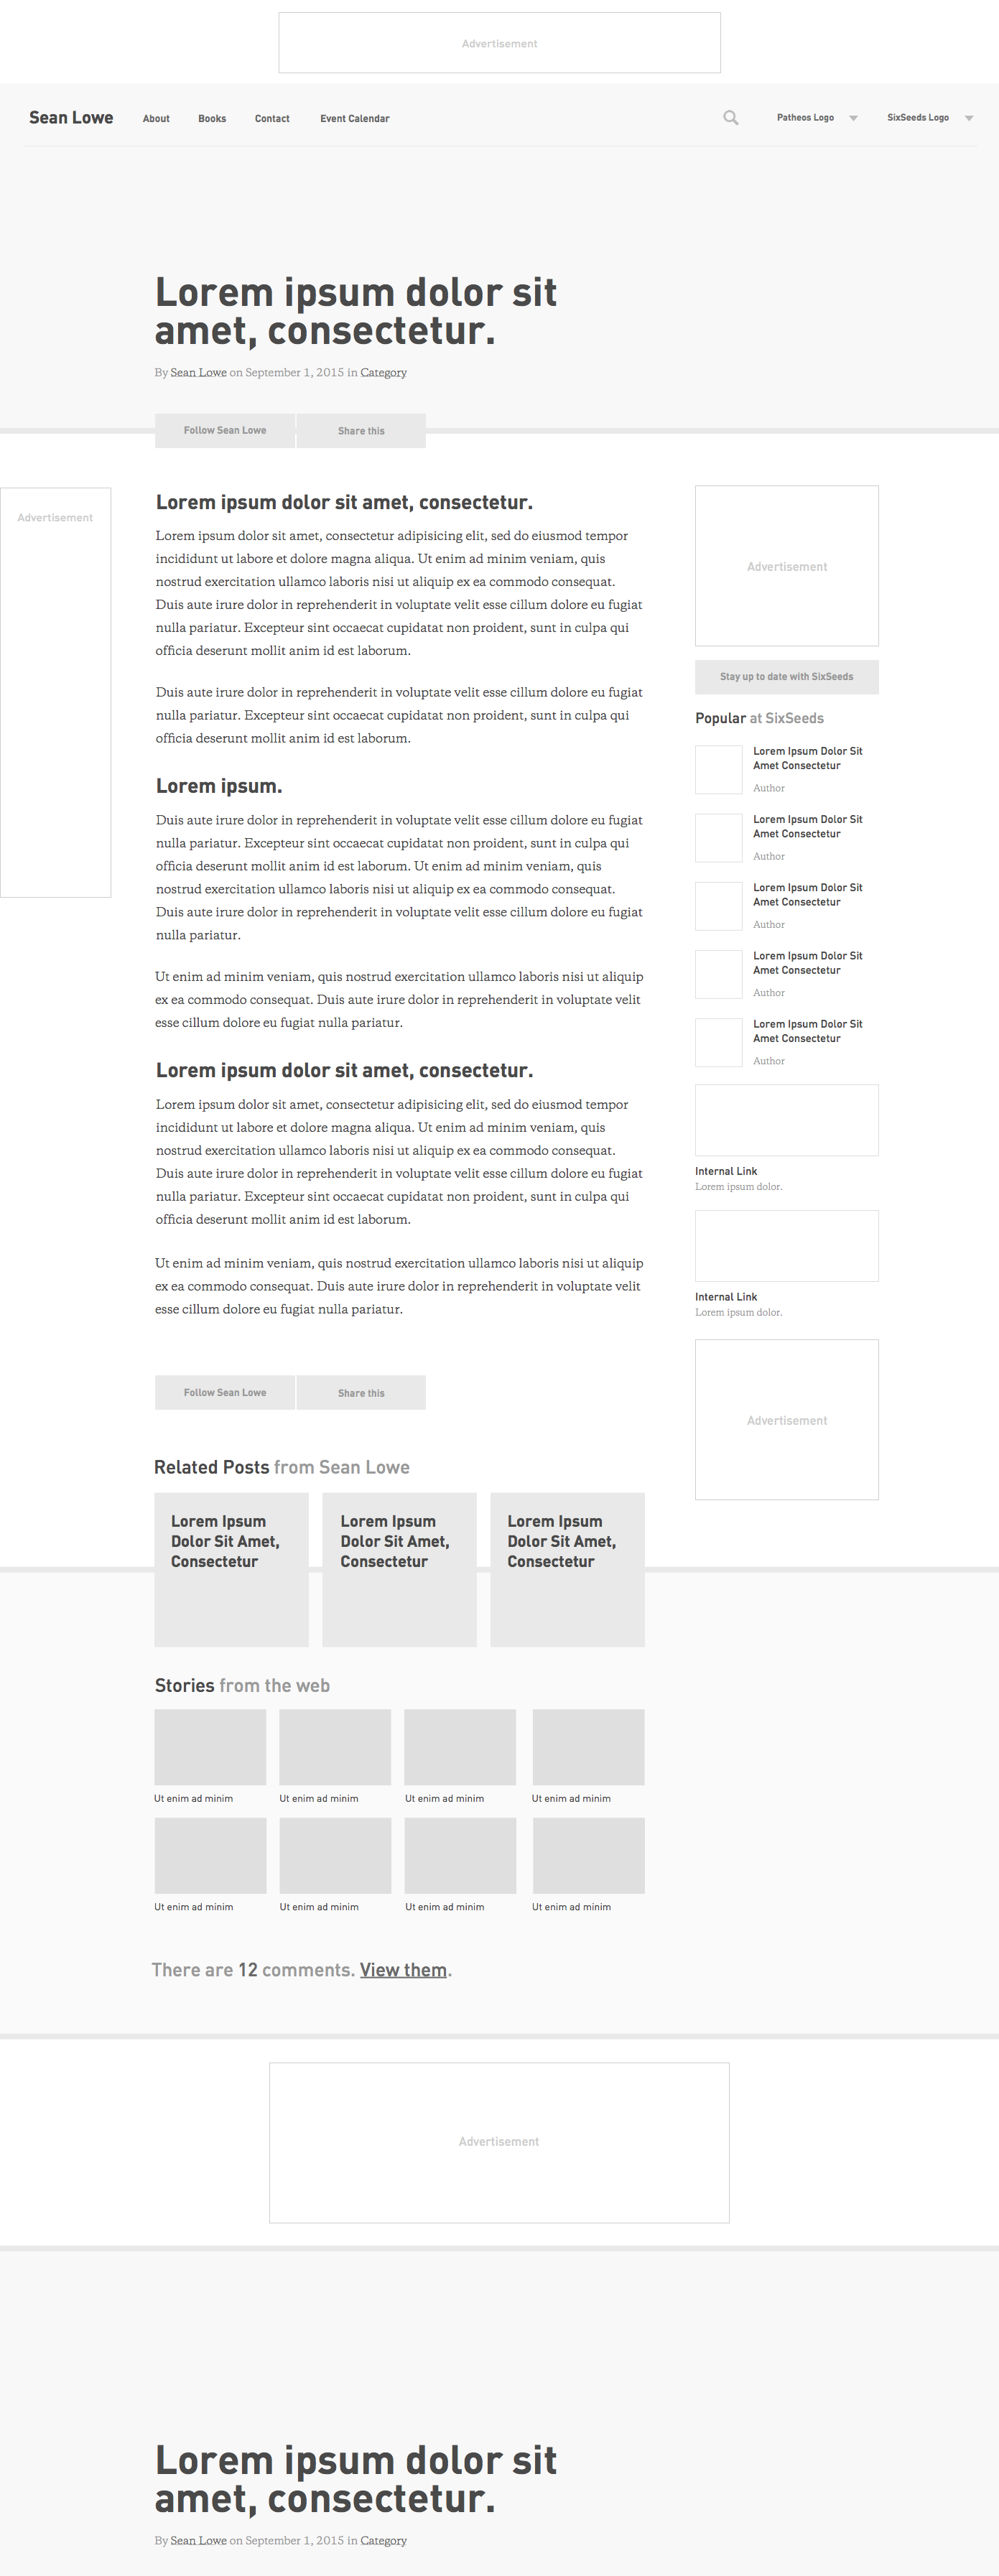 Advertisement
Sean Lowe About Books Contact Event Calendar Patheos Logo SixSeeds Logo
Lorem ipsum dolor sit
amet, consectetur.
By Sean Lowe on September 1, 2015 in Category
Follow Sean Lowe Share this
Advertisement
Lorem ipsum dolor sit amet, consectetur.
Lorem ipsum dolor sit amet, consectetur adipisicing elit, sed do eiusmod tempor
incididunt ut labore et dolore magna aliqua. Ut enim ad minim veniam, quis
nostrud exercitation ullamco laboris nisi ut aliquip ex ea commodo consequat.
Duis aute irure dolor in reprehenderit in voluptate velit esse cillum dolore eu fugiat
nulla pariatur. Excepteur sint occaecat cupidatat non proident, sunt in culpa qui
officia deserunt mollit anim id est laborum.
Duis aute irure dolor in reprehenderit in voluptate velit esse cillum dolore eu fugiat
nulla pariatur. Excepteur sint occaecat cupidatat non proident, sunt in culpa qui
officia deserunt mollit anim id est laborum.
Lorem ipsum.
Duis aute irure dolor in reprehenderit in voluptate velit esse cillum dolore eu fugiat
nulla pariatur. Excepteur sint occaecat cupidatat non proident, sunt in culpa qui
officia deserunt mollit anim id est laborum. Ut enim ad minim veniam, quis
nostrud exercitation ullamco laboris nisi ut aliquip ex ea commodo consequat.
Duis aute irure dolor in reprehenderit in voluptate velit esse cillum dolore eu fugiat
nulla pariatur.
Ut enim ad minim veniam, quis nostrud exercitation ullamco laboris nisi ut aliquip
ex ea commodo consequat. Duis aute irure dolor in reprehenderit in voluptate velit
esse cillum dolore eu fugiat nulla pariatur.
Lorem ipsum dolor sit amet, consectetur.
Lorem ipsum dolor sit amet, consectetur adipisicing elit, sed do eiusmod tempor
incididunt ut labore et dolore magna aliqua. Ut enim ad minim veniam, quis
nostrud exercitation ullamco laboris nisi ut aliquip ex ea commodo consequat.
Duis aute irure dolor in reprehenderit in voluptate velit esse cillum dolore eu fugiat
nulla pariatur. Excepteur sint occaecat cupidatat non proident, sunt in culpa qui
officia deserunt mollit anim id est laborum.
Ut enim ad minim veniam, quis nostrud exercitation ullamco laboris nisi ut aliquip
ex ea commodo consequat. Duis aute irure dolor in reprehenderit in voluptate velit
esse cillum dolore eu fugiat nulla pariatur.
Follow Sean Lowe Share this
Advertisement
Stay up to date with SixSeeds
Popular at SixSeeds
Lorem Ipsum Dolor Sit
Amet Consectetur
Author
Lorem Ipsum Dolor Sit
Amet Consectetur
Author
Lorem Ipsum Dolor Sit
Amet Consectetur
Author
Lorem Ipsum Dolor Sit
Amet Consectetur
Author
Lorem Ipsum Dolor Sit
Amet Consectetur
Author
Internal Link
Lorem ipsum dolor.
Internal Link
Lorem ipsum dolor.
Advertisement
Related Posts from Sean Lowe
Lorem Ipsum
Dolor Sit Amet,
Consectetur
Lorem Ipsum
Dolor Sit Amet,
Consectetur
Lorem Ipsum
Dolor Sit Amet,
Consectetur
Stories from the web
Ut enim ad minim Ut enim ad minim Ut enim ad minim Ut enim ad minim
Ut enim ad minim Ut enim ad minim Ut enim ad minim Ut enim ad minim
There are 12 comments. View them.
Advertisement
Lorem ipsum dolor sit
amet, consectetur.
By Sean Lowe on September 1, 2015 in Category